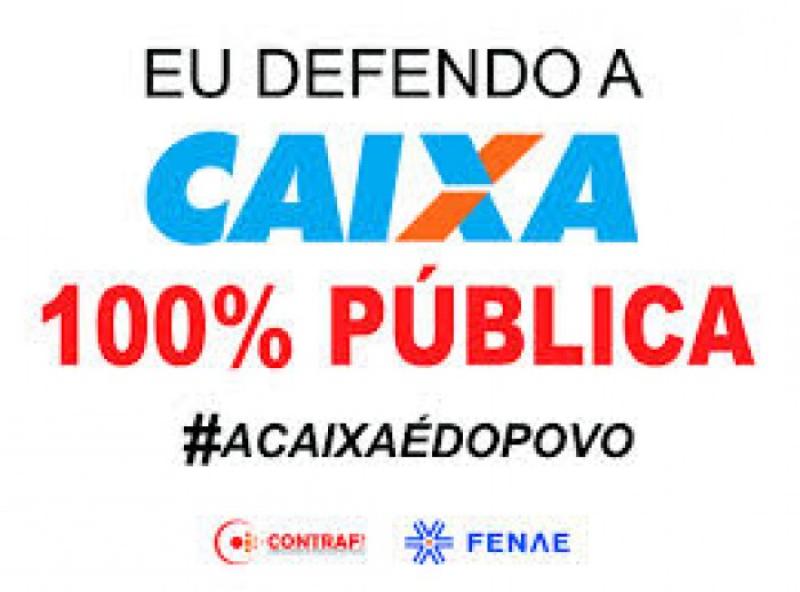 EU DEFENDO A
CAIXA
100% PÚBLICA
#ACAIXAÉDOPOVO
CONTRAF! FENAE